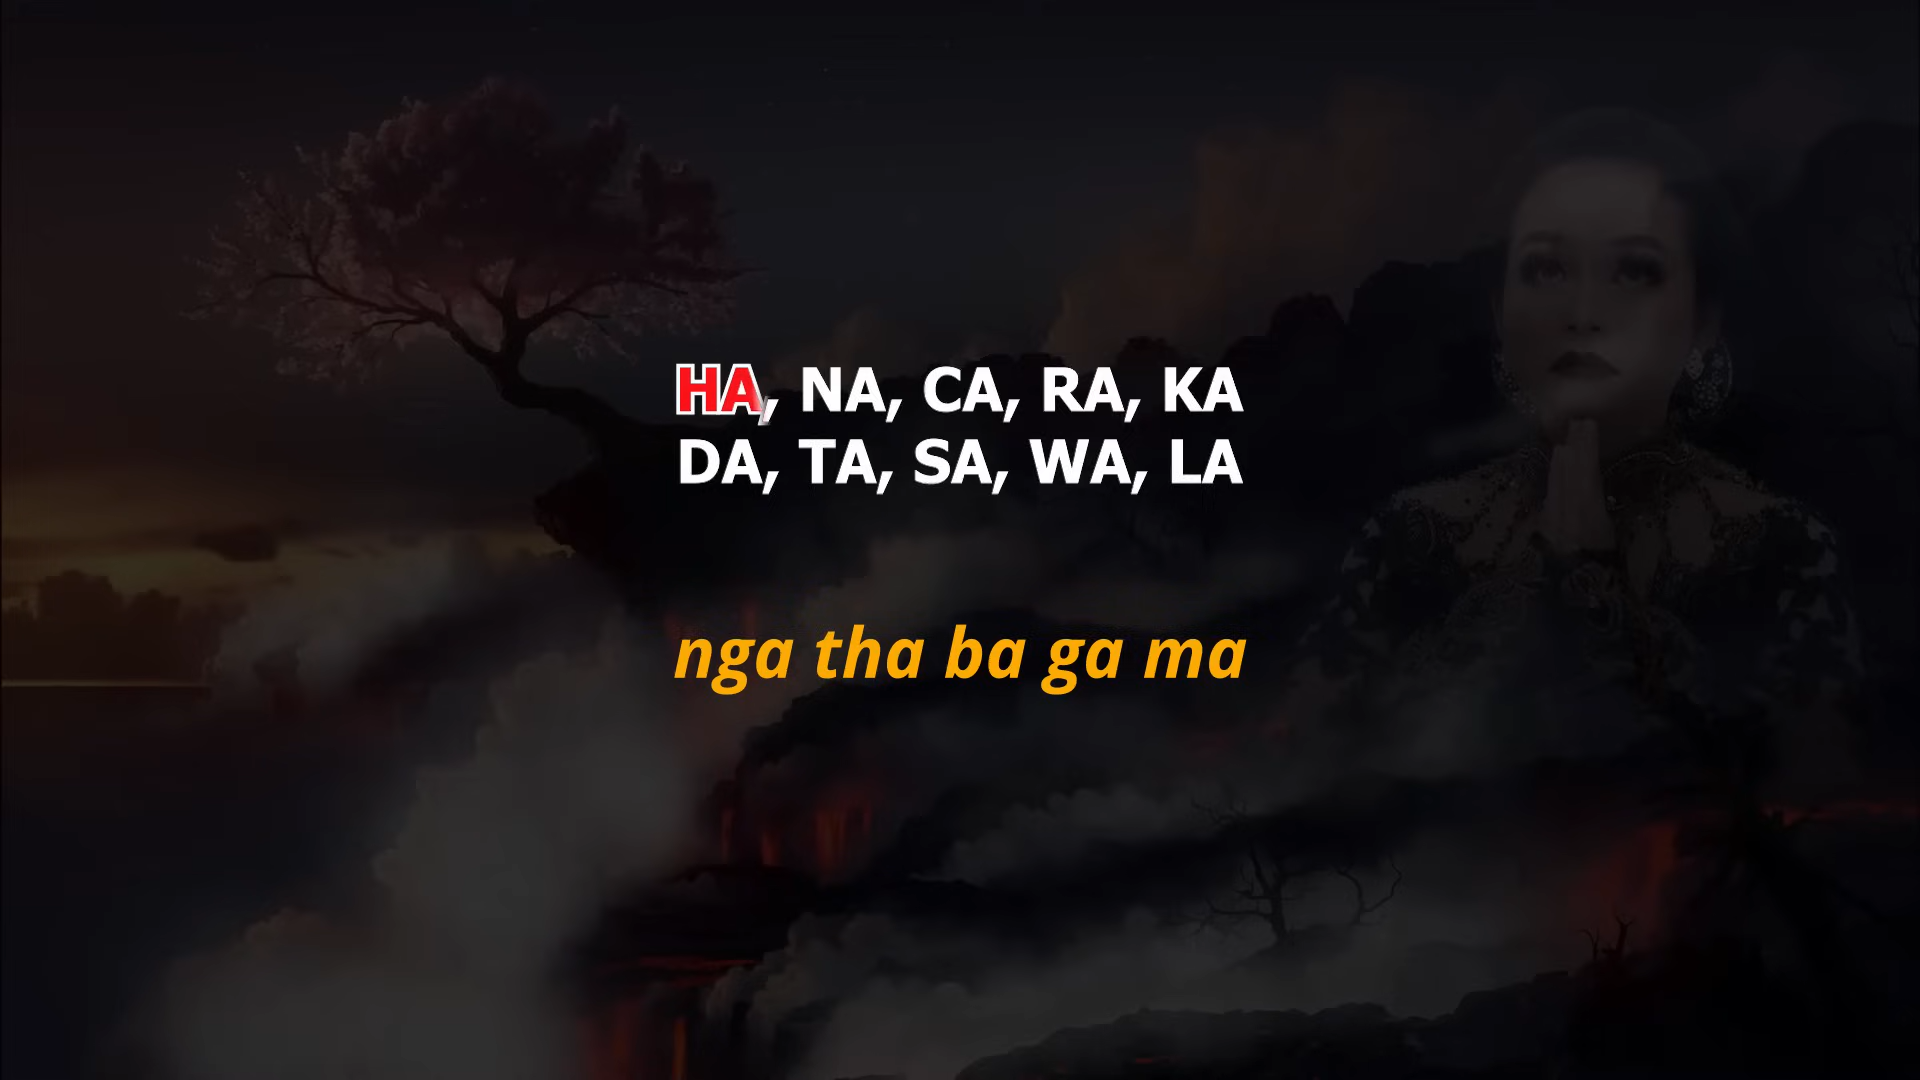 HA, NA, CA, RA, KA
DA, TA, SA, WA, LA
nga tha ba ga ma